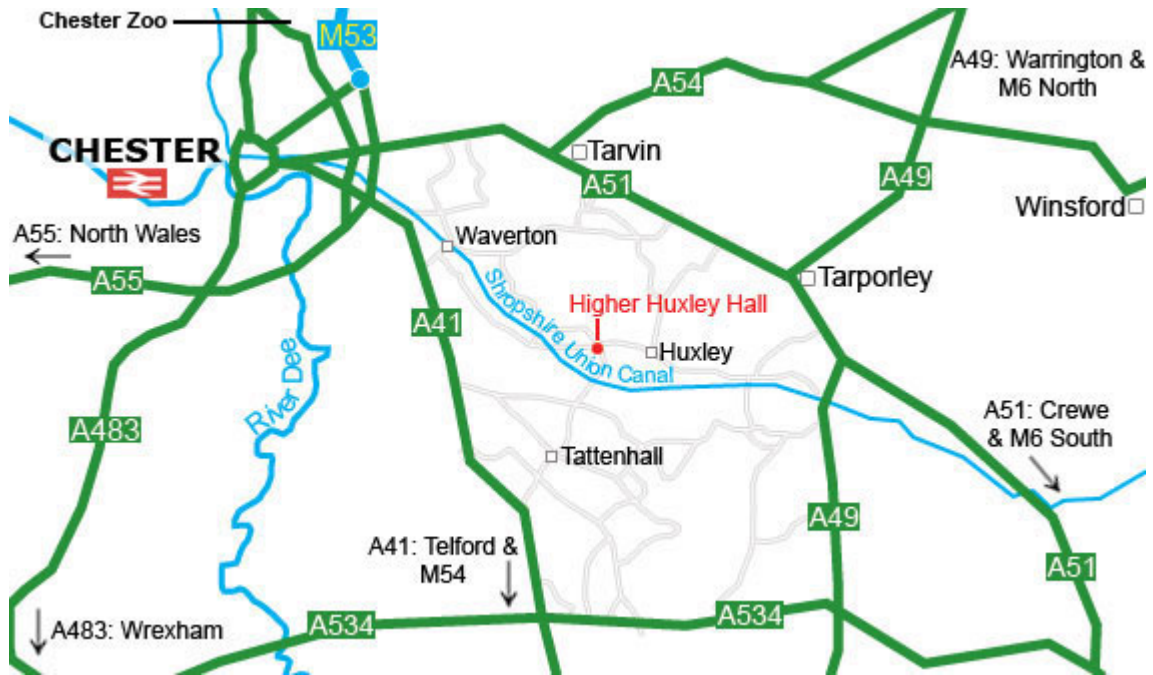 Chester Zoo
M53
A54
A49: Warrington &
M6 North
CHESTER
Tarvin
A51
A49
Winsford
A55: North Wales
Waverton
A55
Tarporley
Shropshire Union Canal
Higher Huxley Hall
A41
Huxley
River Dee
A483
A51: Crewe
& M6 South
Tattenhall
A49
A41: Telford &
M54
A51
A483: Wrexham
A534
A534